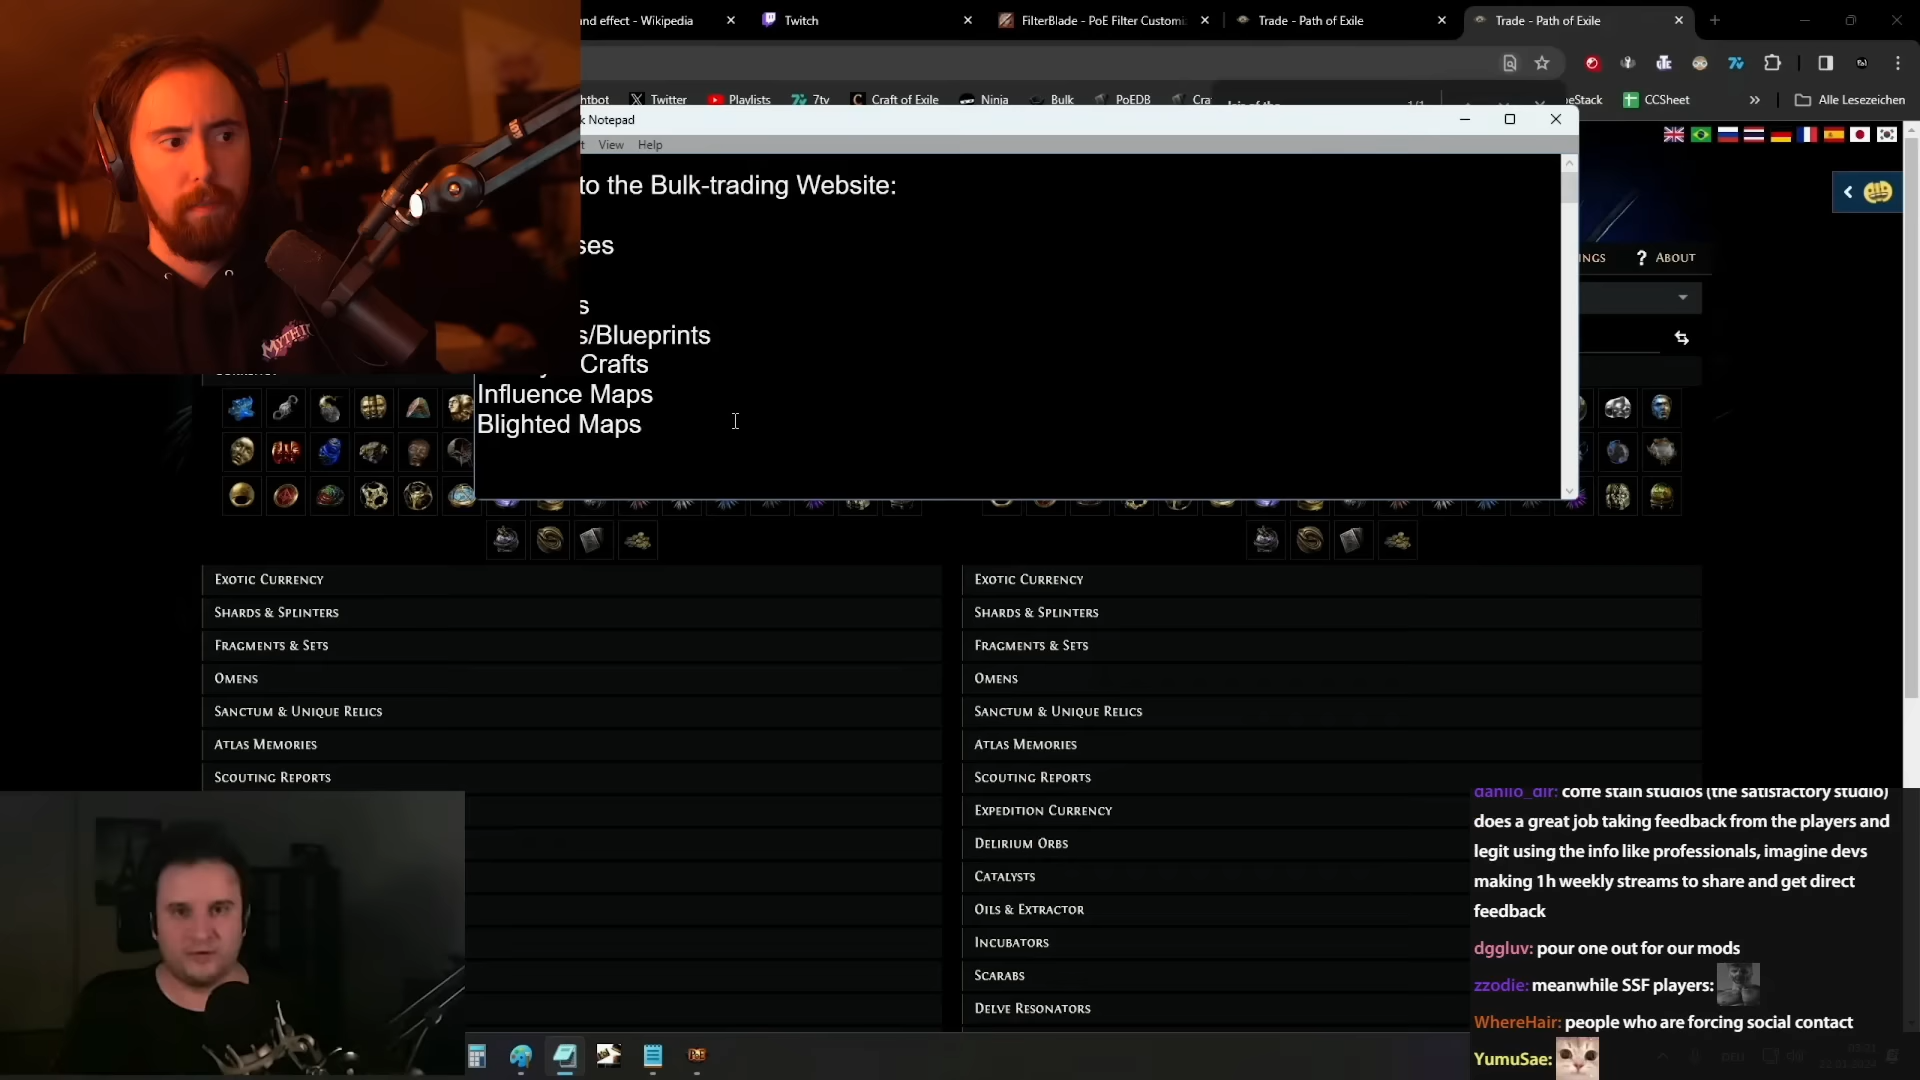 nd effect - Wikipedia
Twitch
FilterBlade - PoE Filter Customi
Trade - Path of Exile
Trade - Path of Exile
Twitter
Playlists
7tv
Craft of Exile
Ninja
Bulk
PoEDB
CCSheet
Alle Lesezeichen
Notepad
View
Help
to the Bulk-trading Website:
ses
s
s/Blueprints
Crafts
Influence Maps
Blighted Maps
? About
Exotic Currency
Shards & Splinters
Fragments & Sets
Omens
Sanctum & Unique Relics
Atlas Memories
Scouting Reports
Exotic Currency
Shards & Splinters
Fragments & Sets
Omens
Sanctum & Unique Relics
Atlas Memories
Scouting Reports
Expedition Currency
Delirium Orbs
Catalysts
Oils & Extractor
Incubators
Scarabs
Delve Resonators
danilo_dir: coffe stain studios (the satisfactory studio)
does a great job taking feedback from the players and
legit using the info like professionals, imagine devs
making 1h weekly streams to share and get direct
feedback
dggluv: pour one out for our mods
zzodie: meanwhile SSF players:
WhereHair: people who are forcing social contact
YumuSae: